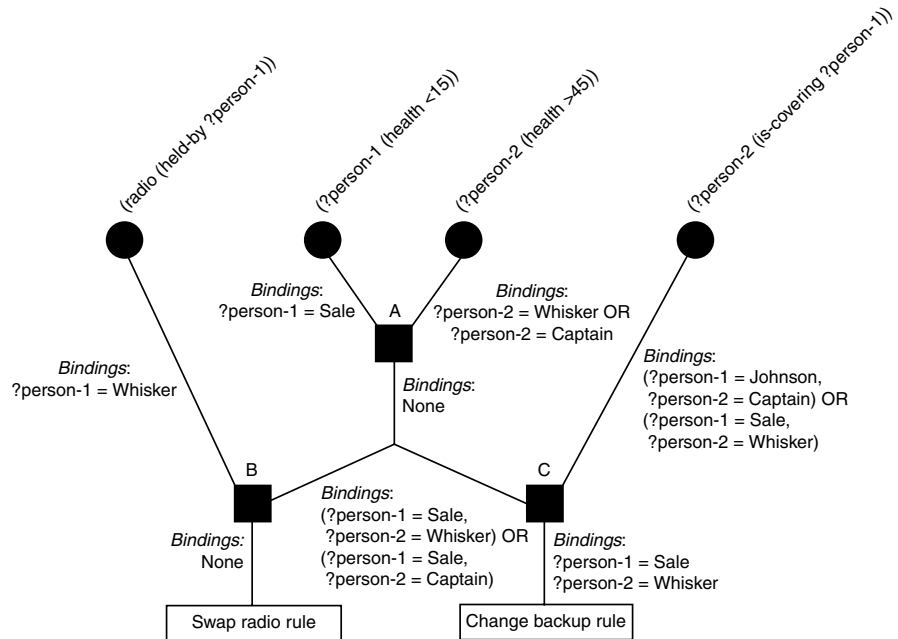 (radio (held-by ?person-1))
(?person-1 (health <15))
(?person-2 (health >45))
(?person-2 (is-covering ?person-1))
Bindings:
?person-1 = Sale
A
Bindings:
?person-2 = Whisker OR
?person-2 = Captain
Bindings:
?person-1 = Whisker
Bindings:
None
Bindings:
(?person-1 = Johnson,
?person-2 = Captain) OR
(?person-1 = Sale,
?person-2 = Whisker)
B
C
Bindings:
None
Bindings:
(?person-1 = Sale,
?person-2 = Whisker) OR
(?person-1 = Sale,
?person-2 = Captain)
Bindings:
?person-1 = Sale
?person-2 = Whisker
Swap radio rule
Change backup rule